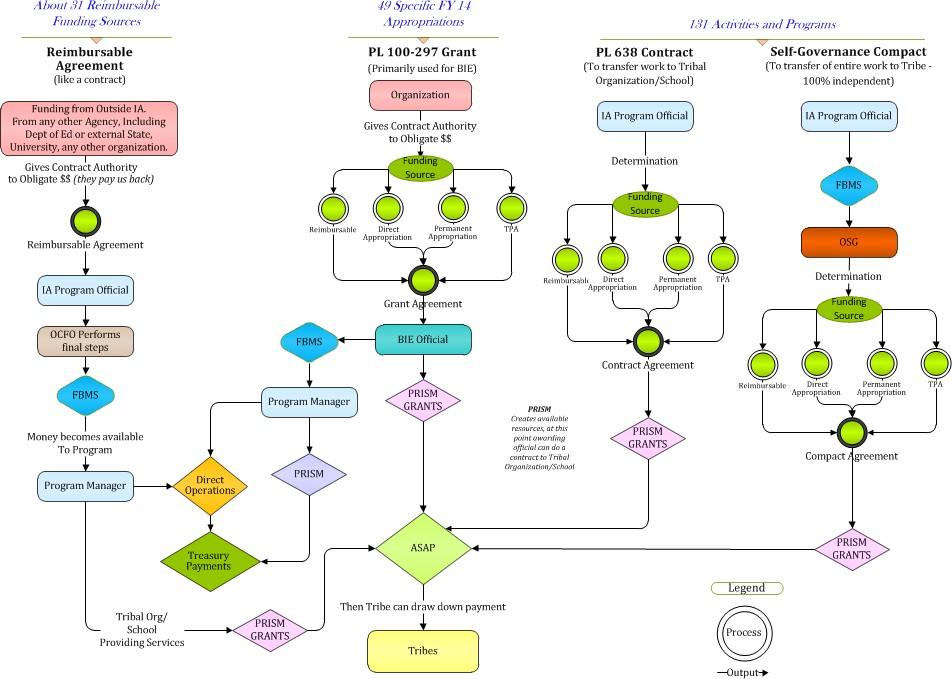 About 31 Reimbursable
Funding Sources
49 Specific FY 14
Appropriations
131 Activities and Programs
Reimbursable
Agreement
(like a contract)
PL 100-297 Grant
(Primarily used for BIE)
PL 638 Contract
(To transfer work to Tribal
Organization/School)
Self-Governance Compact
(To transfer of entire work to Tribe -
100% independent)
Funding from Outside IA.
From any other Agency, Including
Dept of Ed or external State,
University, any other organization.
Gives Contract Authority
to Obligate $$ (they pay us back)
Reimbursable Agreement
IA Program Official
OCFO Performs
final steps
FBMS
Money becomes available
To Program
Program Manager
Tribal Org/
School
Providing Services
PRISM
GRANTS
Organization
Gives Contract Authority
to Obligate $$
Funding
Source
Reimbursable
Direct
Appropriation
Permanent
Appropriation
TPA
Grant Agreement
BIE Official
FBMS
Program Manager
Direct
Operations
PRISM
Treasury
Payments
PRISM
GRANTS
ASAP
Then Tribe can draw down payment
Tribes
IA Program Official
Determination
Funding
Source
Reimbursable
Direct
Appropriation
Permanent
Appropriation
TPA
Contract Agreement
PRISM
GRANTS
PRISM
Creates available
resources, at this
point awarding
official can do a
contract to Tribal
Organization/School
IA Program Official
FBMS
OSG
Determination
Funding
Source
Reimbursable
Direct
Appropriation
Permanent
Appropriation
TPA
Compact Agreement
PRISM
GRANTS
Legend
Process
Output